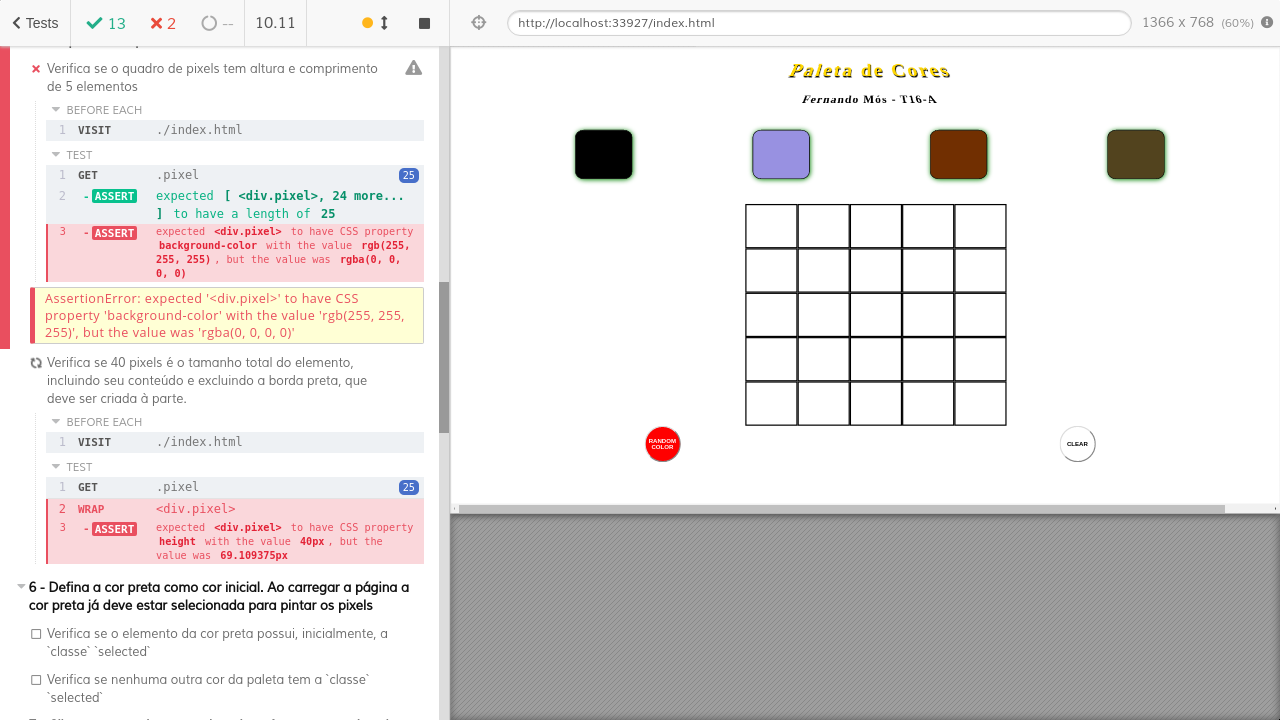 Tests
13
2
--
10.11
http://localhost:33927/index.html
1366 x 768 (60%)
Verifica se o quadro de pixels tem altura e comprimento
de 5 elementos
BEFORE EACH
1 VISIT ./index.html
TEST
1 GET .pixel 25
2 - ASSERT expected [ <div.pixel>, 24 more...
] to have a length of 25
3 - ASSERT expected <div.pixel> to have CSS property
background-color with the value rgb(255,
255, 255), but the value was rgba(0, 0,
0, 0)
AssertionError: expected '<div.pixel>' to have CSS
property 'background-color' with the value 'rgb(255, 255,
255)', but the value was 'rgba(0, 0, 0, 0)'
Verifica se 40 pixels é o tamanho total do elemento,
incluindo seu conteúdo e excluindo a borda preta, que
deve ser criada à parte.
BEFORE EACH
1 VISIT ./index.html
TEST
1 GET .pixel 25
2 WRAP <div.pixel>
3 - ASSERT expected <div.pixel> to have CSS property
height with the value 40px, but the
value was 69.109375px
6 - Defina a cor preta como cor inicial. Ao carregar a página a
cor preta já deve estar selecionada para pintar os pixels
Verifica se o elemento da cor preta possui, inicialmente, a
`classe` `selected`
Verifica se nenhuma outra cor da paleta tem a `classe`
`selected`
Paleta de Cores
Fernando Mós - T16-A
RANDOM
COLOR
CLEAR